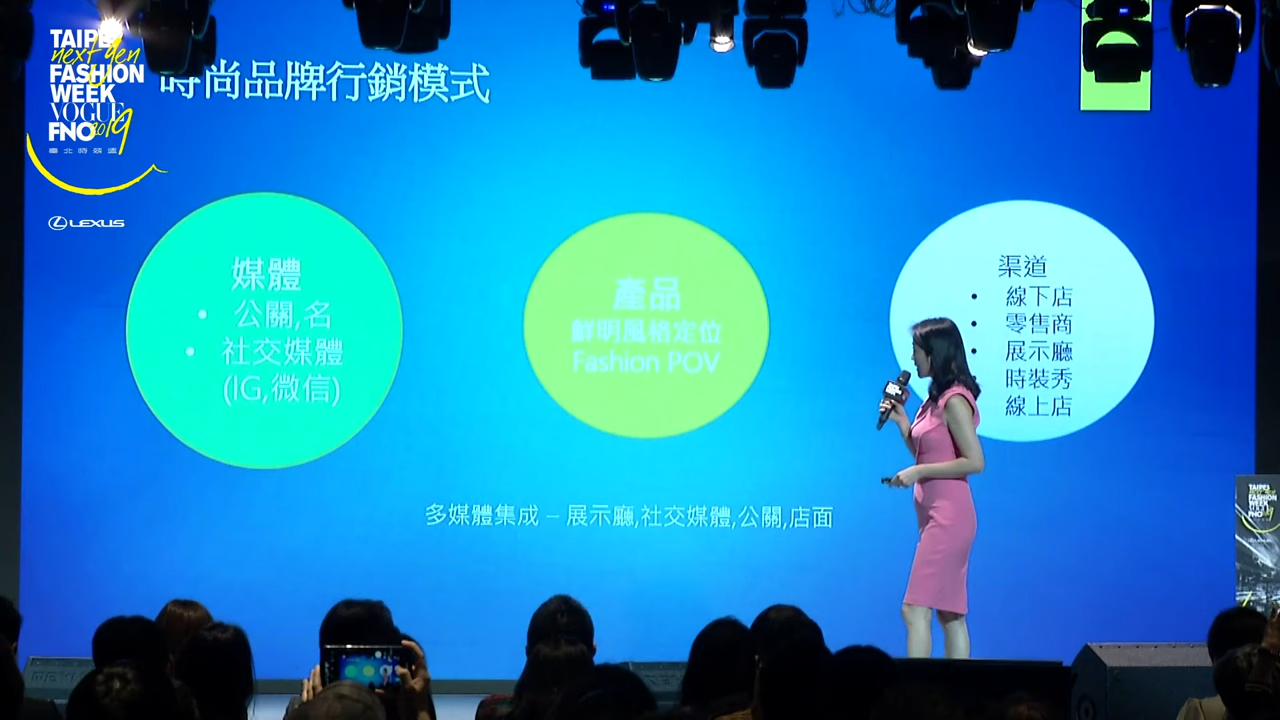 TAIPEI
next gen
FASHION
WEEK
VOGUE
FNO 2019
臺北時裝週
LEXUS
時尚品牌行銷模式
媒體
• 公關,名
• 社交媒體
(IG,微信)
產品
鮮明風格定位
Fashion POV
渠道
• 線下店
• 零售商
• 展示廳
時裝秀
線上店
多媒體集成 – 展示廳,社交媒體,公關,店面